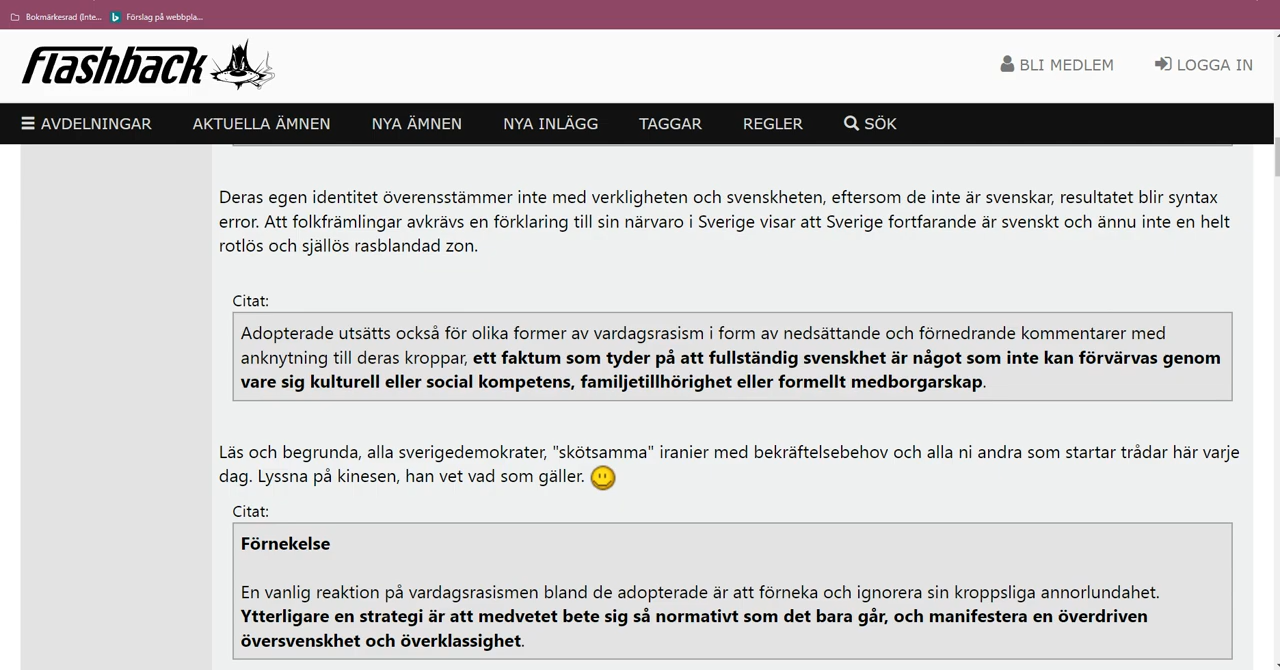 Bokmärkesrad (Inte...
Förslag på webbpla...
flashback
BLI MEDLEM
LOGGA IN
AVDELNINGAR
AKTUELLA ÄMNEN
NYA ÄMNEN
NYA INLÄGG
TAGGAR
REGLER
SÖK
Deras egen identitet överensstämmer inte med verkligheten och svenskheten, eftersom de inte är svenskar, resultatet blir syntax
error. Att folkfrämlingar avkrävs en förklaring till sin närvaro i Sverige visar att Sverige fortfarande är svenskt och ännu inte en helt
rotlös och själlös rasblandad zon.
Citat:
Adopterade utsätts också för olika former av vardagsrasism i form av nedsättande och förnedrande kommentarer med
anknytning till deras kroppar, ett faktum som tyder på att fullständig svenskhet är något som inte kan förvärvas genom
vare sig kulturell eller social kompetens, familjetillhörighet eller formellt medborgarskap.
Läs och begrunda, alla sverigedemokrater, "skötsamma" iranier med bekräftelsebehov och alla ni andra som startar trådar här varje
dag. Lyssna på kinesen, han vet vad som gäller.
Citat:
Förnekelse
En vanlig reaktion på vardagsrasismen bland de adopterade är att förneka och ignorera sin kroppsliga annorlundahet.
Ytterligare en strategi är att medvetet bete sig så normativt som det bara går, och manifestera en överdriven
översvenskhet och överklassighet.